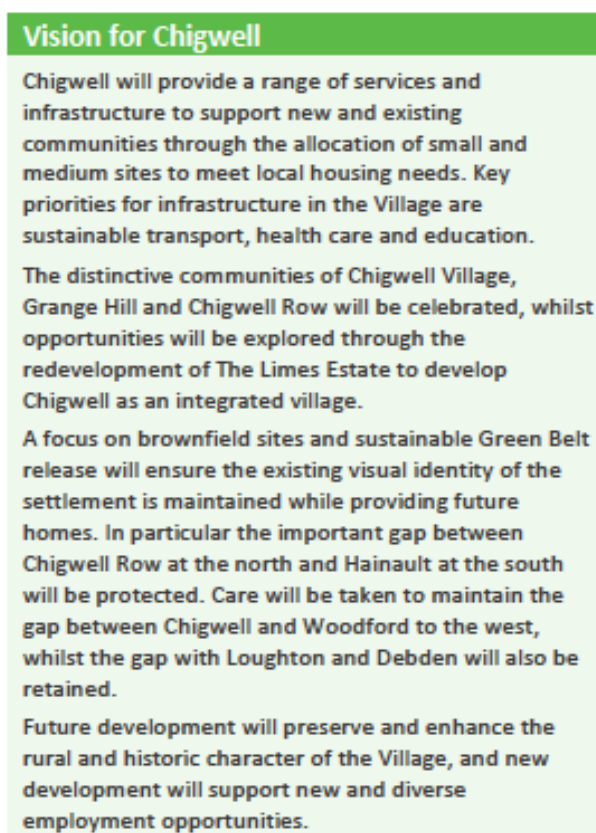 Vision for Chigwell
Chigwell will provide a range of services and
infrastructure to support new and existing
communities through the allocation of small and
medium sites to meet local housing needs. Key
priorities for infrastructure in the Village are
sustainable transport, health care and education.
The distinctive communities of Chigwell Village,
Grange Hill and Chigwell Row will be celebrated, whilst
opportunities will be explored through the
redevelopment of The Limes Estate to develop
Chigwell as an integrated village.
A focus on brownfield sites and sustainable Green Belt
release will ensure the existing visual identity of the
settlement is maintained while providing future
homes. In particular the important gap between
Chigwell Row at the north and Hainault at the south
will be protected. Care will be taken to maintain the
gap between Chigwell and Woodford to the west,
whilst the gap with Loughton and Debden will also be
retained.
Future development will preserve and enhance the
rural and historic character of the Village, and new
development will support new and diverse
employment opportunities.